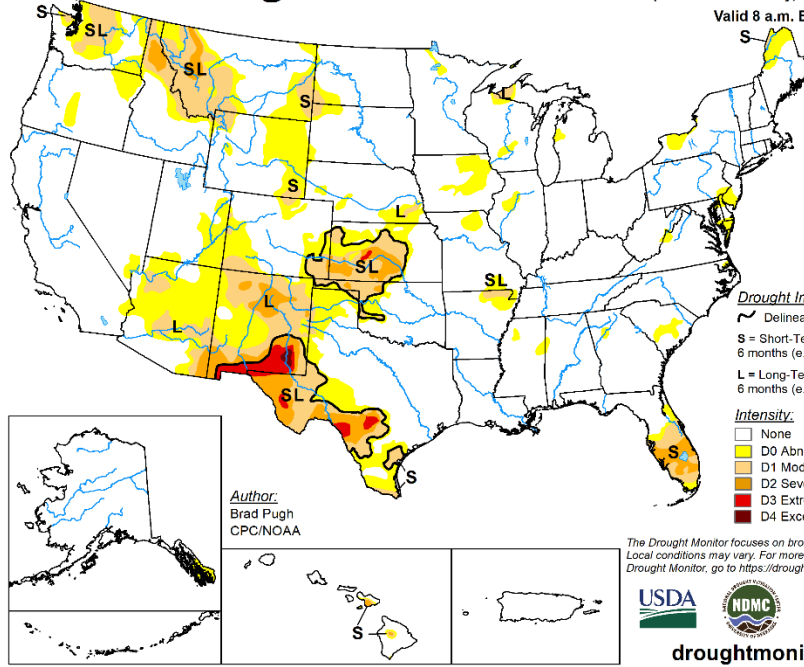 Valid 8 a.m. E
S
SL
S
SL
S
L
S
L
SL
SL
L
L
SL
S
S
Drought Im
Delinea
S = Short-Te
6 months (e.
L = Long-Te
6 months (e.
Intensity:
None
D0 Abn
D1 Mod
D2 Seve
D3 Extr
D4 Exce
Author:
Brad Pugh
CPC/NOAA
S
The Drought Monitor focuses on bro
Local conditions may vary. For more
Drought Monitor, go to https://drough
USDA
NDMC
droughtmoni